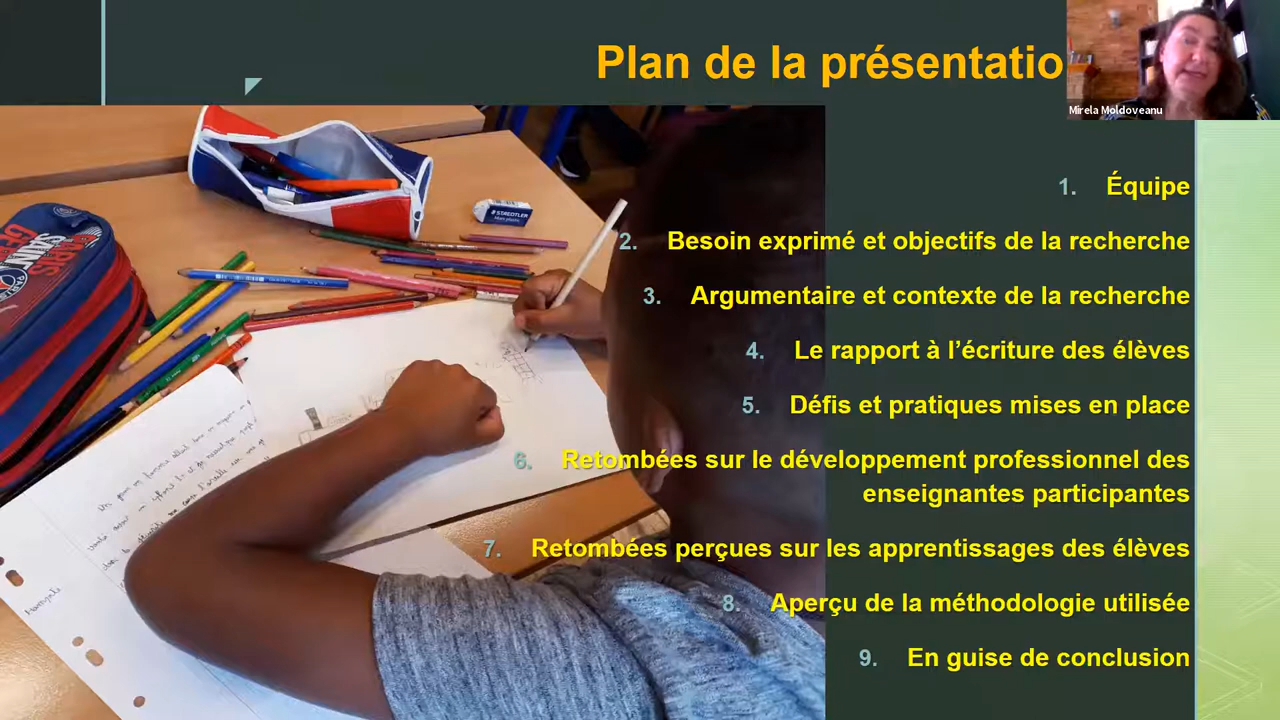 Plan de la présentatio
Mirela Moldoveanu
1. Équipe
2. Besoin exprimé et objectifs de la recherche
3. Argumentaire et contexte de la recherche
4. Le rapport à l’écriture des élèves
5. Défis et pratiques mises en place
6. Retombées sur le développement professionnel des
enseignantes participantes
7. Retombées perçues sur les apprentissages des élèves
8. Aperçu de la méthodologie utilisée
9. En guise de conclusion
STAEDTLER
PARIS
SAIN